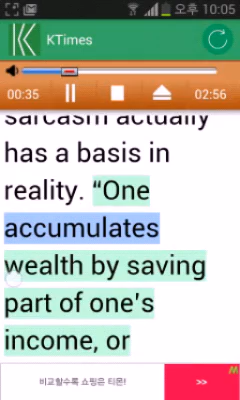 오후 10:05
KTimes
00:35
02:56
sarcasm actually
has a basis in
reality. “One
accumulates
wealth by saving
part of one's
income, or
비교할수록 쇼핑은 티몬!
>>